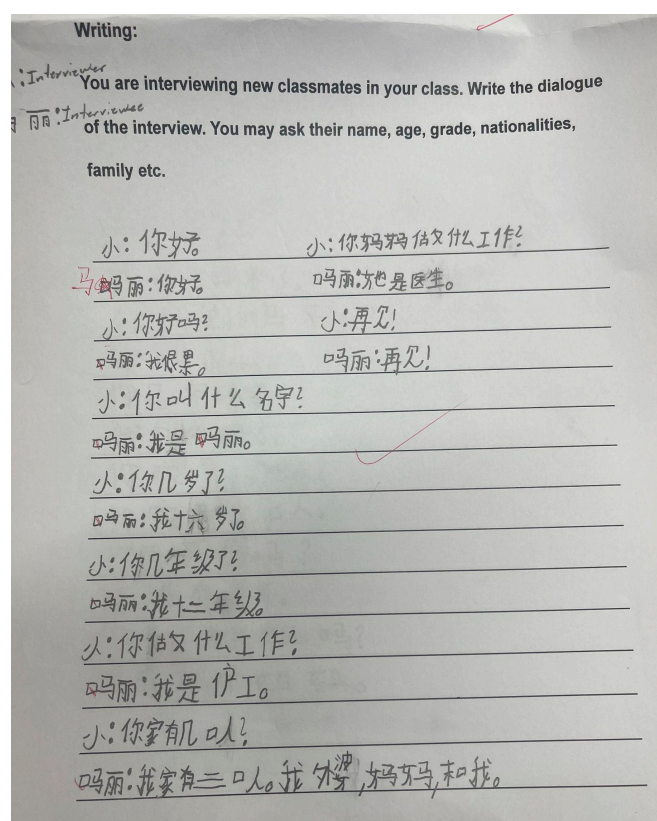 Writing:
:Interviewer
You are interviewing new classmates in your class. Write the dialogue
丽:Interviewee
of the interview. You may ask their name, age, grade, nationalities,
family etc.
小:你好。
马吗丽:你好。
小:你好吗?
吗丽:我很累。
小:你叫什么名字?
吗丽:我是吗丽。
小:你几岁了?
吗丽:我十六岁了。
小:你几年级了?
吗丽:我十二年级。
小:你做什么工作?
吗丽:我是护工。
小:你家有几口人?
吗丽:我家有三口人。我外婆,妈妈,和我。
小:你妈妈做什么工作?
吗丽:她是医生。
小:再见!
吗丽:再见!